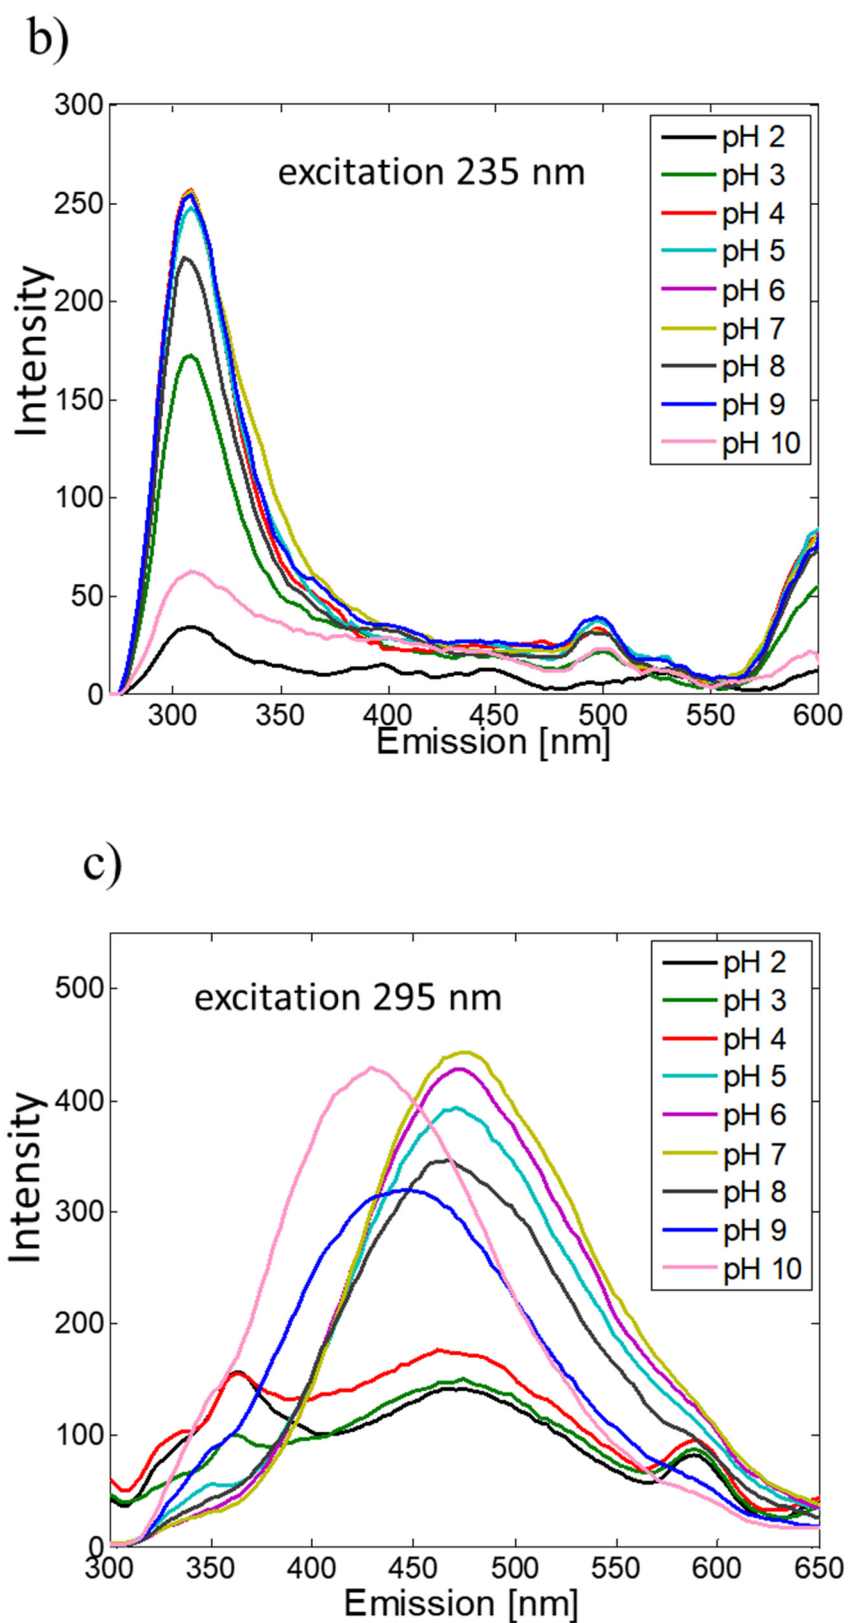 b)
300
250
200
150
100
50
0
Intensity
excitation 235 nm
pH 2
pH 3
pH 4
pH 5
pH 6
pH 7
pH 8
pH 9
pH 10
300 350 400 450 500 550 600
Emission [nm]
c)
500
400
300
200
100
0
Intensity
excitation 295 nm
pH 2
pH 3
pH 4
pH 5
pH 6
pH 7
pH 8
pH 9
pH 10
300 350 400 450 500 550 600 650
Emission [nm]